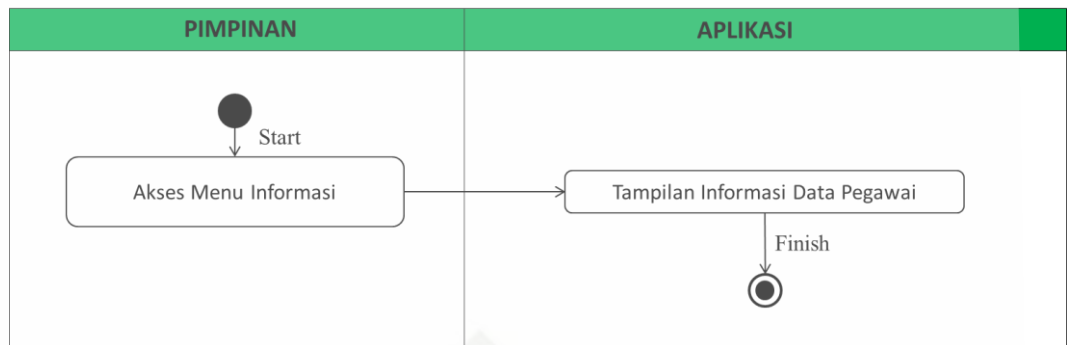 PIMPINAN
APLIKASI
Start
Akses Menu Informasi
Tampilan Informasi Data Pegawai
Finish